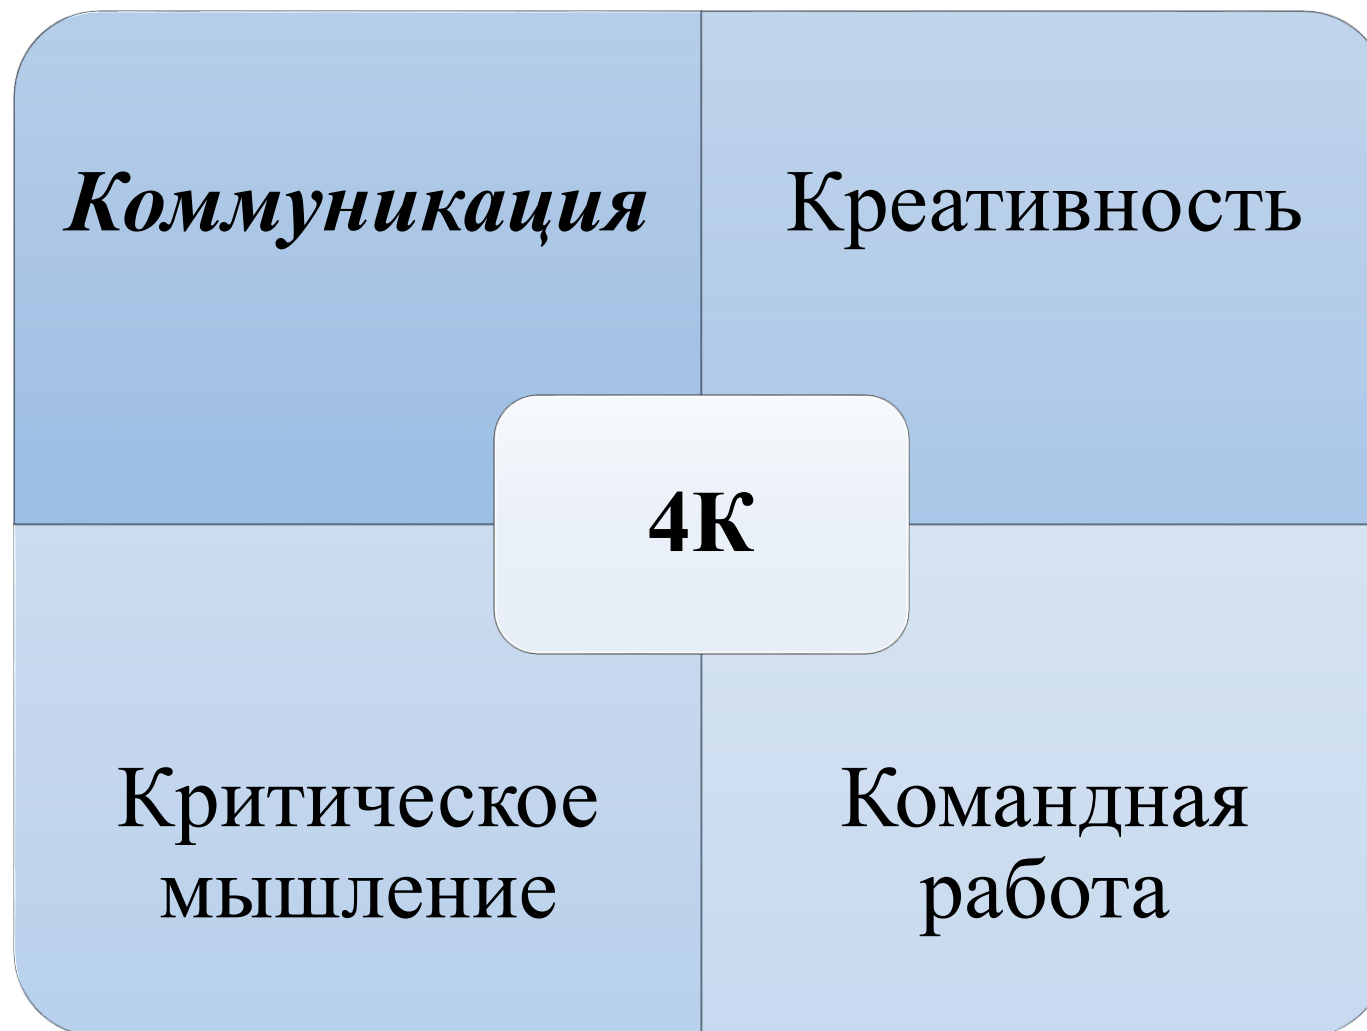 Коммуникация
Креативность
4К
Критическое
мышление
Командная
работа